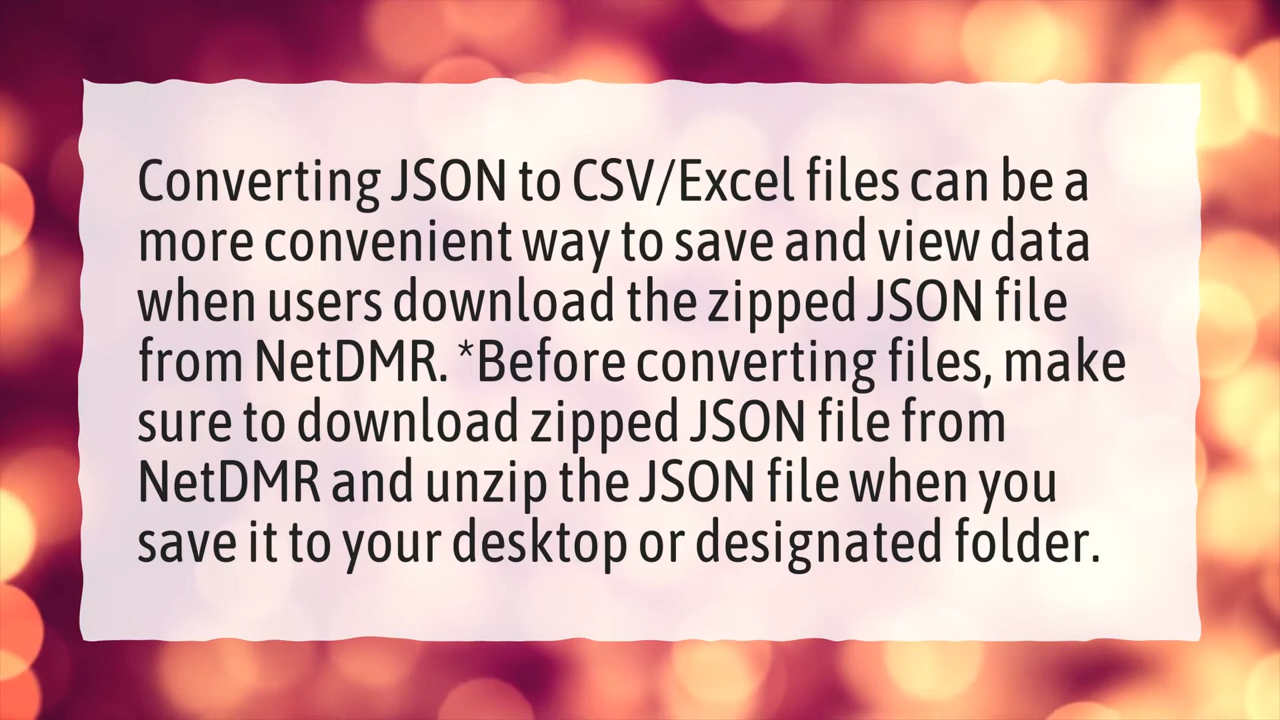 Converting JSON to CSV/Excel files can be a
more convenient way to save and view data
when users download the zipped JSON file
from NetDMR. *Before converting files, make
sure to download zipped JSON file from
NetDMR and unzip the JSON file when you
save it to your desktop or designated folder.